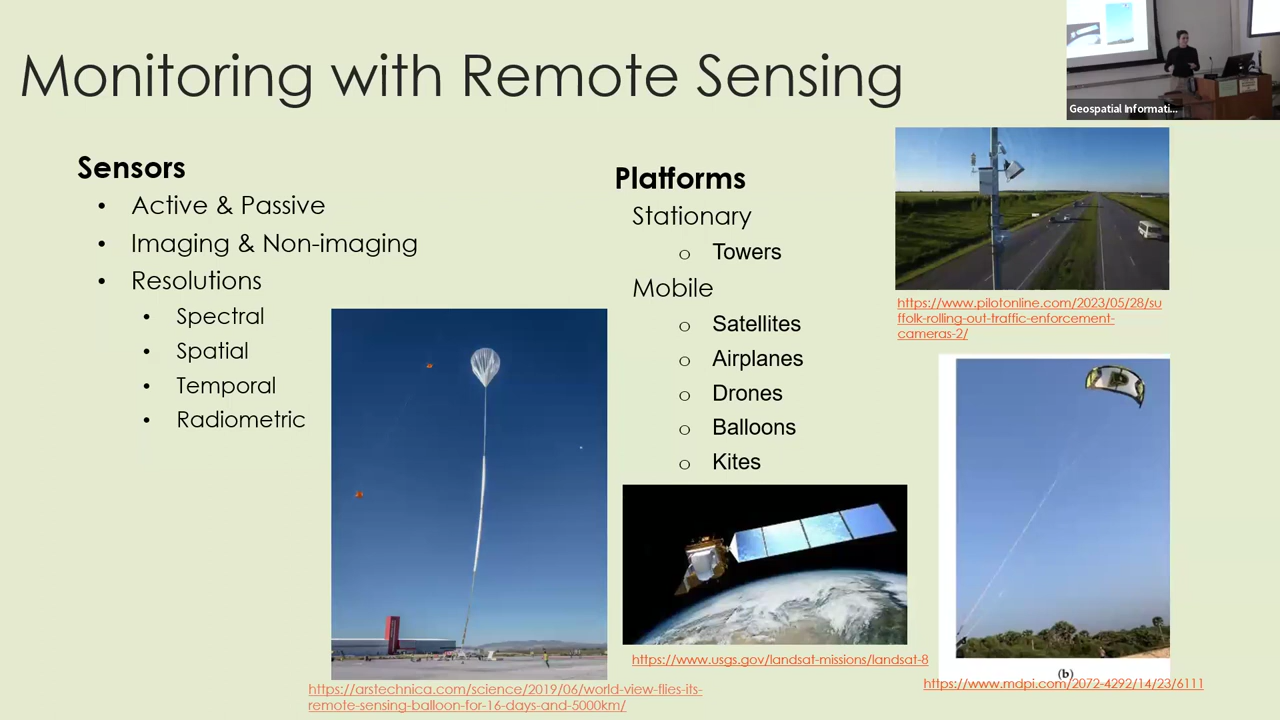 Monitoring with Remote Sensing
Geospatial Informati...
Sensors
• Active & Passive
• Imaging & Non-imaging
• Resolutions
• Spectral
• Spatial
• Temporal
• Radiometric
Platforms
Stationary
o Towers
Mobile
o Satellites
o Airplanes
o Drones
o Balloons
o Kites
https://www.pilotonline.com/2023/05/28/su
ffolk-rolling-out-traffic-enforcement-
cameras-2/
https://www.usgs.gov/landsat-missions/landsat-8
(b)
https://www.mdpi.com/2072-4292/14/23/6111
https://arstechnica.com/science/2019/06/world-view-flies-its-
remote-sensing-balloon-for-16-days-and-5000km/